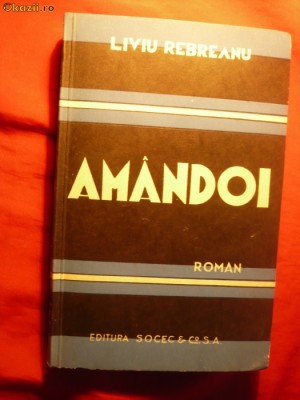 okazii.ro
LIVIU REBREANU
AMÂNDOI
ROMAN
EDITURA SOCEC & Co. S.A.